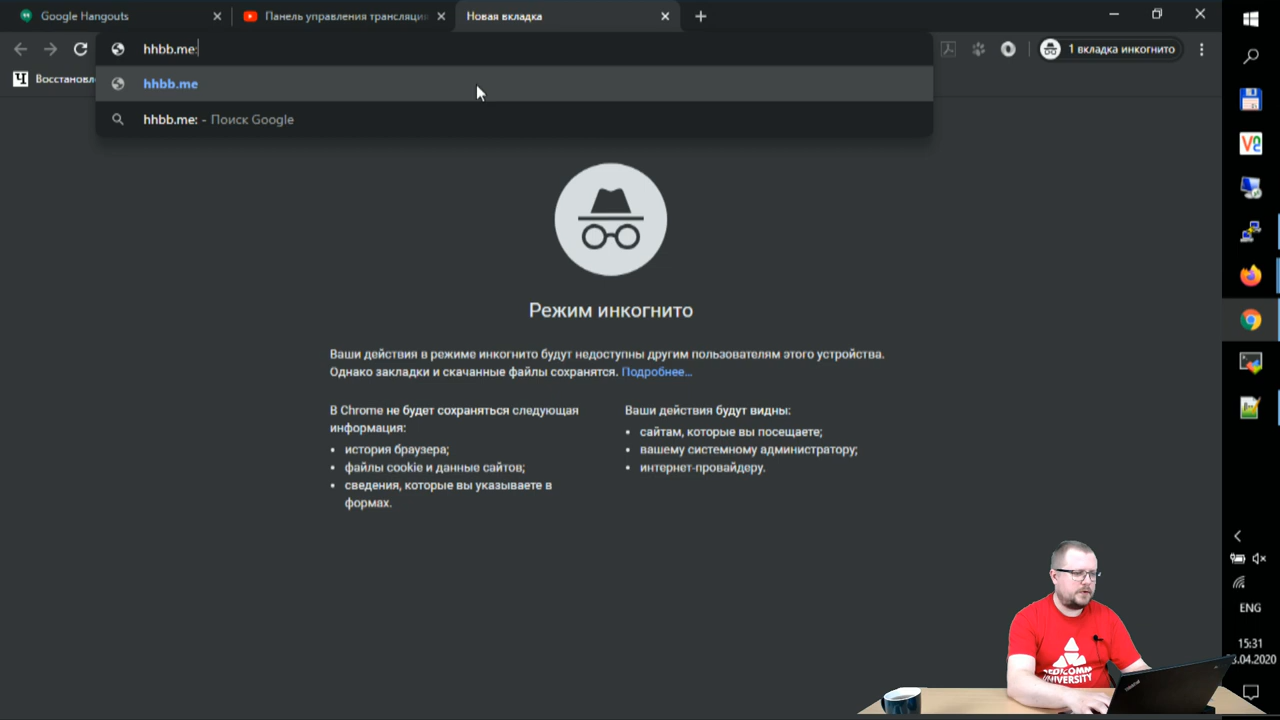 Google Hangouts
Панель управления трансляци
Новая вкладка
hhbb.me:
1 вкладка инкогнито
Ч Восстановл
hhbb.me
hhbb.me: - Поиск Google
Режим инкогнито
Ваши действия в режиме инкогнито будут недоступны другим пользователям этого устройства.
Однако закладки и скачанные файлы сохранятся. Подробнее...
В Chrome не будет сохраняться следующая
информация:
• история браузера;
• файлы cookie и данные сайтов;
• сведения, которые вы указываете в
формах.
Ваши действия будут видны:
• сайтам, которые вы посещаете;
• вашему системному администратору;
• интернет-провайдеру.
ENG
15:31
3.04.2020
UNIVERSITY